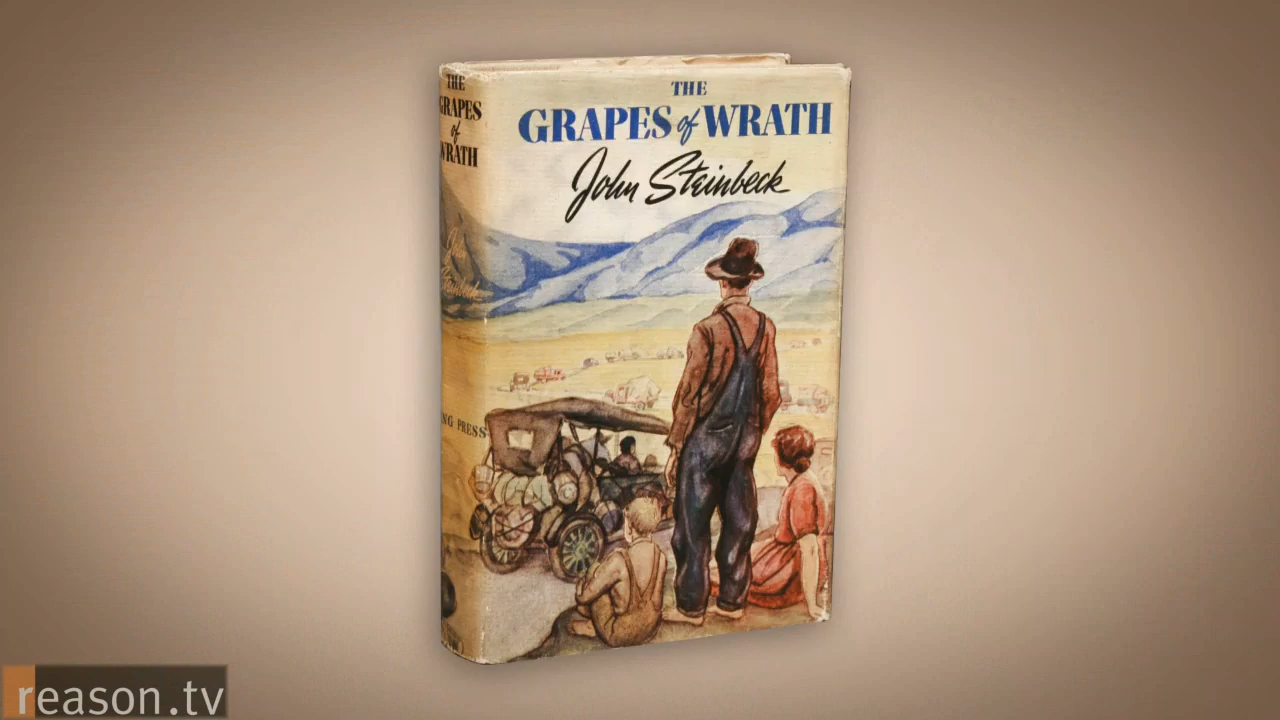 THE
GRAPES
of
WRATH
THE
GRAPES of WRATH
John Steinbeck
NG PRESS
reason.tv